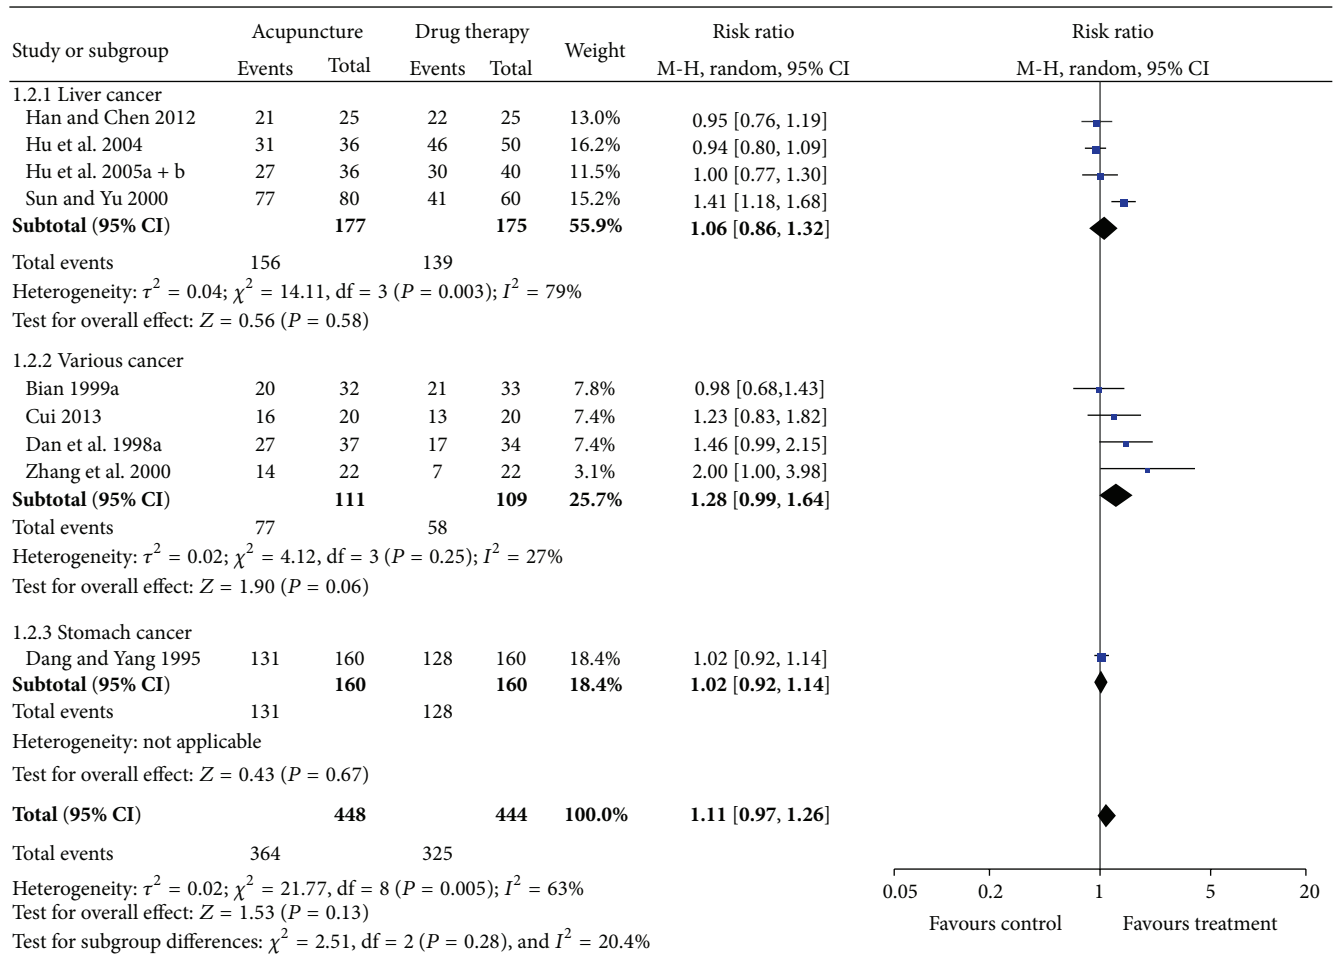 Study or subgroup Acupuncture Drug therapy Weight Risk ratio Risk ratio
Events Total Events Total M-H, random, 95% CI M-H, random, 95% CI
1.2.1 Liver cancer
Han and Chen 2012 21 25 22 25 13.0% 0.95 [0.76, 1.19]
Hu et al. 2004 31 36 46 50 16.2% 0.94 [0.80, 1.09]
Hu et al. 2005a + b 27 36 30 40 11.5% 1.00 [0.77, 1.30]
Sun and Yu 2000 77 80 41 60 15.2% 1.41 [1.18, 1.68]
Subtotal (95% CI) 177 175 55.9% 1.06 [0.86, 1.32]
Total events 156 139
Heterogeneity: τ² = 0.04; χ² = 14.11, df = 3 (P = 0.003); I² = 79%
Test for overall effect: Z = 0.56 (P = 0.58)
1.2.2 Various cancer
Bian 1999a 20 32 21 33 7.8% 0.98 [0.68,1.43]
Cui 2013 16 20 13 20 7.4% 1.23 [0.83, 1.82]
Dan et al. 1998a 27 37 17 34 7.4% 1.46 [0.99, 2.15]
Zhang et al. 2000 14 22 7 22 3.1% 2.00 [1.00, 3.98]
Subtotal (95% CI) 111 109 25.7% 1.28 [0.99, 1.64]
Total events 77 58
Heterogeneity: τ² = 0.02; χ² = 4.12, df = 3 (P = 0.25); I² = 27%
Test for overall effect: Z = 1.90 (P = 0.06)
1.2.3 Stomach cancer
Dang and Yang 1995 131 160 128 160 18.4% 1.02 [0.92, 1.14]
Subtotal (95% CI) 160 160 18.4% 1.02 [0.92, 1.14]
Total events 131 128
Heterogeneity: not applicable
Test for overall effect: Z = 0.43 (P = 0.67)
Total (95% CI) 448 444 100.0% 1.11 [0.97, 1.26]
Total events 364 325
Heterogeneity: τ² = 0.02; χ² = 21.77, df = 8 (P = 0.005); I² = 63%
Test for overall effect: Z = 1.53 (P = 0.13)
Test for subgroup differences: χ² = 2.51, df = 2 (P = 0.28), and I² = 20.4%
0.05 0.2 1 5 20
Favours control Favours treatment